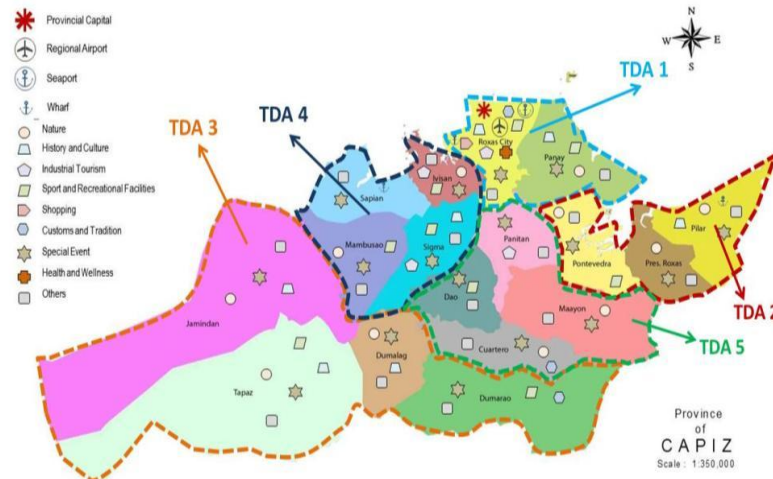 Provincial Capital
Regional Airport
Seaport
Wharf
Nature
History and Culture
Industrial Tourism
Sport and Recreational Facilities
Shopping
Customs and Tradition
Special Event
Health and Wellness
Others
N
W
E
S
TDA 1
TDA 4
TDA 3
Roxas City
Panay
Ivisan
Sapian
Pilar
Mambusao
Sigma
Panitan
Pontevedra
Pres. Roxas
TDA 2
Dao
Maayon
Jamindan
TDA 5
Dumalag
Cuartero
Tapaz
Dumarao
Province
of
CAPIZ
Scale : 1:350,000